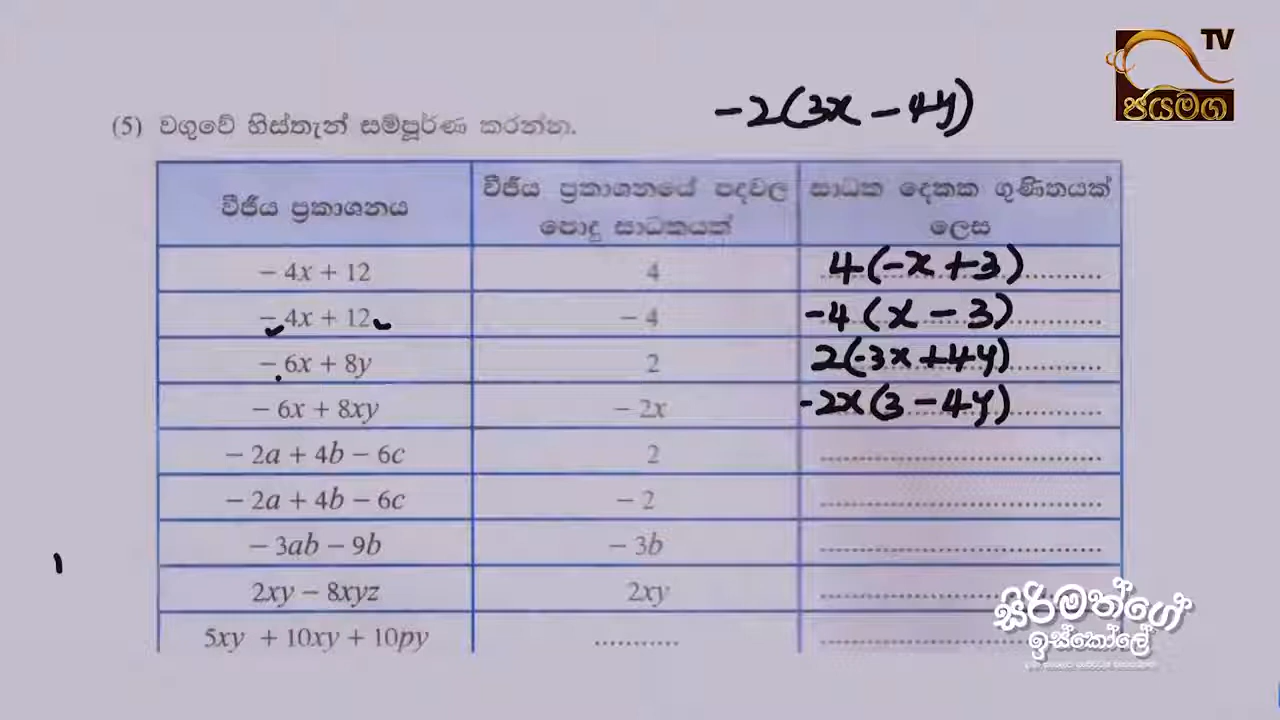 TV
ජයමග
-2(3x - 4y)
(5) වගුවේ හිස්තැන් සම්පූර්ණ කරන්න.
වීජීය ප්‍රකාශනය | වීජීය ප්‍රකාශනයේ පදවල පොදු සාධකයක් | සාධක දෙකක ගුණිතයක් ලෙස
- 4x + 12 | 4 | 4(-x + 3)
- 4x + 12 | - 4 | -4(x - 3)
- 6x + 8y | 2 | 2(-3x + 4y)
- 6x + 8xy | - 2x | -2x(3 - 4y)
- 2a + 4b - 6c | 2 | ..........
- 2a + 4b - 6c | - 2 | ..........
- 3ab - 9b | - 3b | ..........
2xy - 8xyz | 2xy | ..........
5xy + 10xy + 10py | .......... | ..........
සිරිමත්ගේ
ඉස්කෝලේ